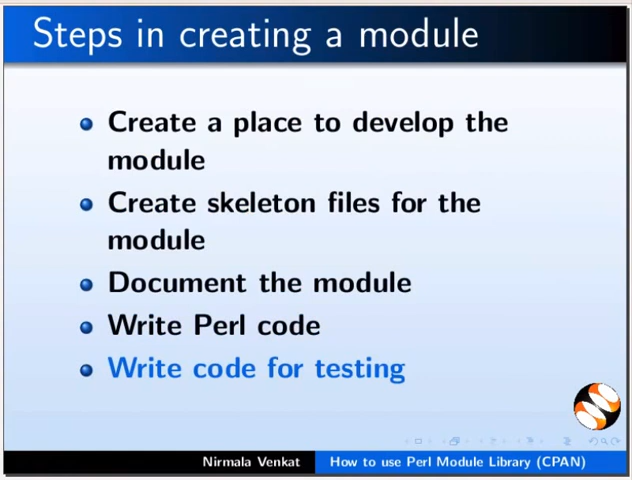 Steps in creating a module
Create a place to develop the
module
Create skeleton files for the
module
Document the module
Write Perl code
Write code for testing
Nirmala Venkat
How to use Perl Module Library (CPAN)